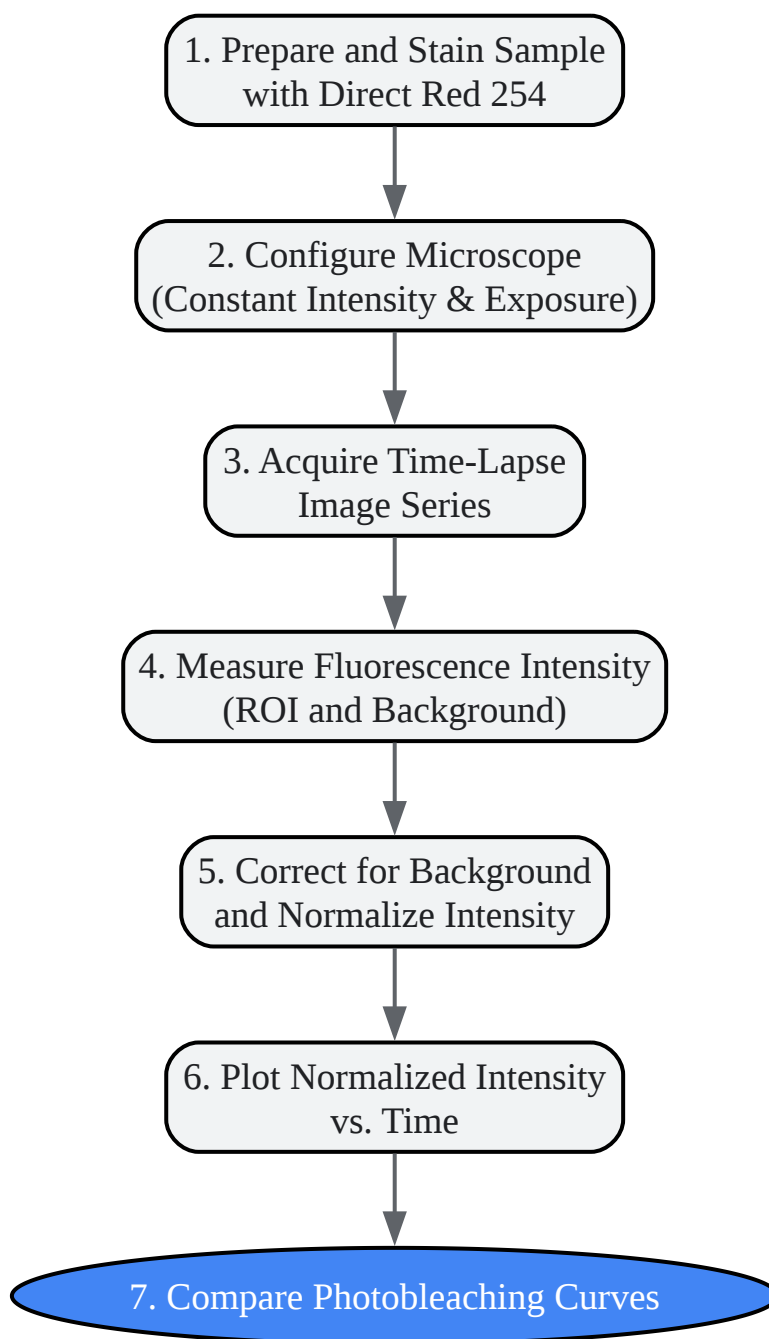 1. Prepare and Stain Sample
with Direct Red 254
2. Configure Microscope
(Constant Intensity & Exposure)
3. Acquire Time-Lapse
Image Series
4. Measure Fluorescence Intensity
(ROI and Background)
5. Correct for Background
and Normalize Intensity
6. Plot Normalized Intensity
vs. Time
7. Compare Photobleaching Curves